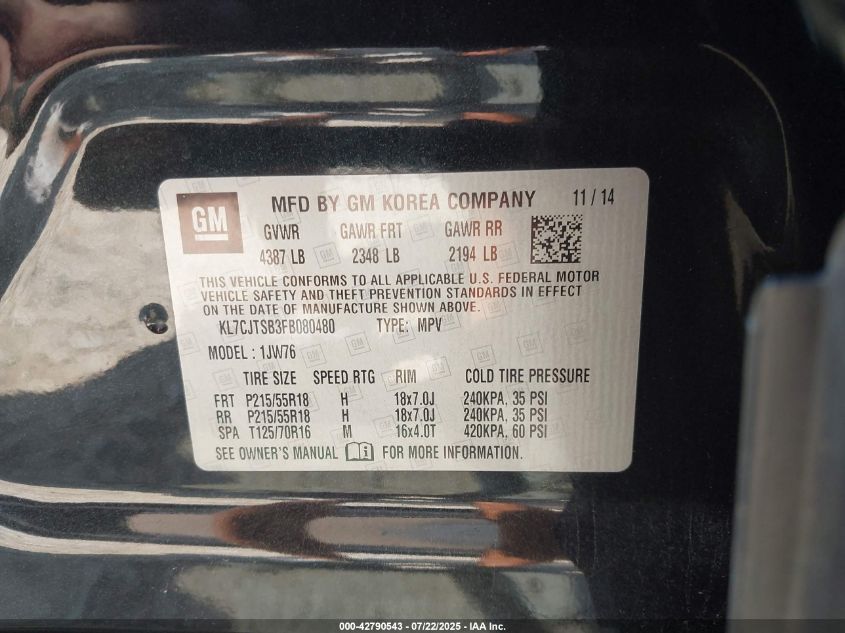 GM
MFD BY GM KOREA COMPANY 11 / 14
GVWR GAWR FRT GAWR RR
4387 LB 2348 LB 2194 LB
THIS VEHICLE CONFORMS TO ALL APPLICABLE U.S. FEDERAL MOTOR
VEHICLE SAFETY AND THEFT PREVENTION STANDARDS IN EFFECT
ON THE DATE OF MANUFACTURE SHOWN ABOVE.
KL7CJTSB3FB080480 TYPE: MPV
MODEL : 1JW76
TIRE SIZE SPEED RTG RIM COLD TIRE PRESSURE
FRT P215/55R18 H 18x7.0J 240KPA, 35 PSI
RR P215/55R18 H 18x7.0J 240KPA, 35 PSI
SPA T125/70R16 M 16x4.0T 420KPA, 60 PSI
SEE OWNER'S MANUAL FOR MORE INFORMATION.
000-42790543 - 07/22/2025 - IAA Inc.